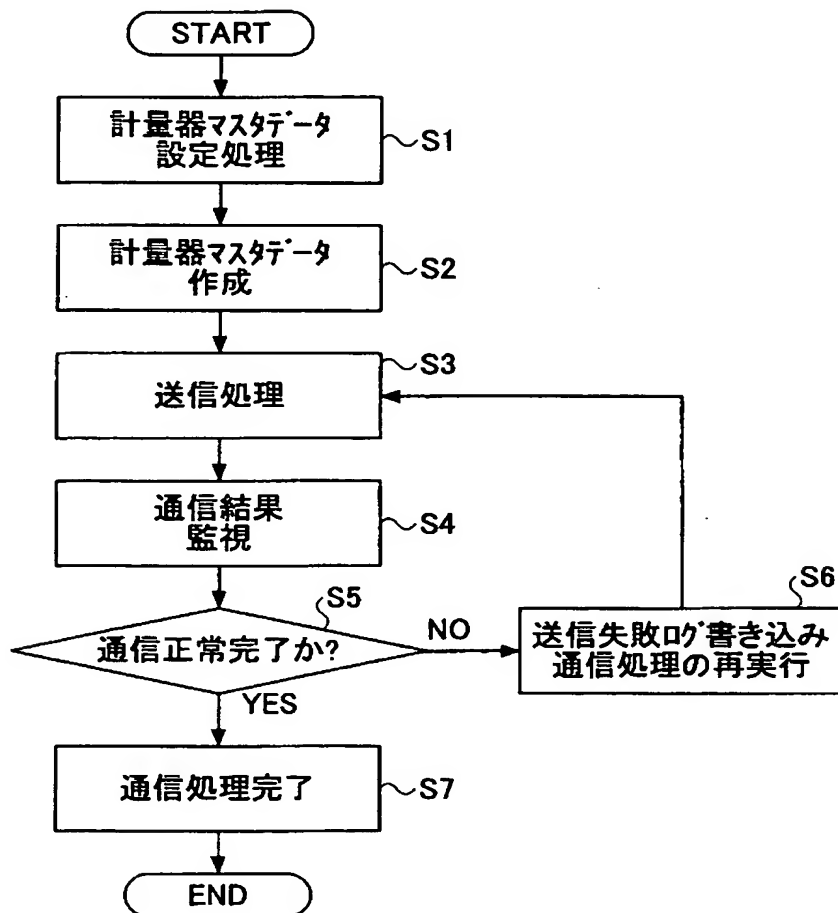 START
計量器マスタデータ
設定処理
S1
計量器マスタデータ
作成
S2
送信処理
S3
通信結果
監視
S4
通信正常完了か?
S5
NO
送信失敗ログ書き込み
通信処理の再実行
S6
YES
通信処理完了
S7
END